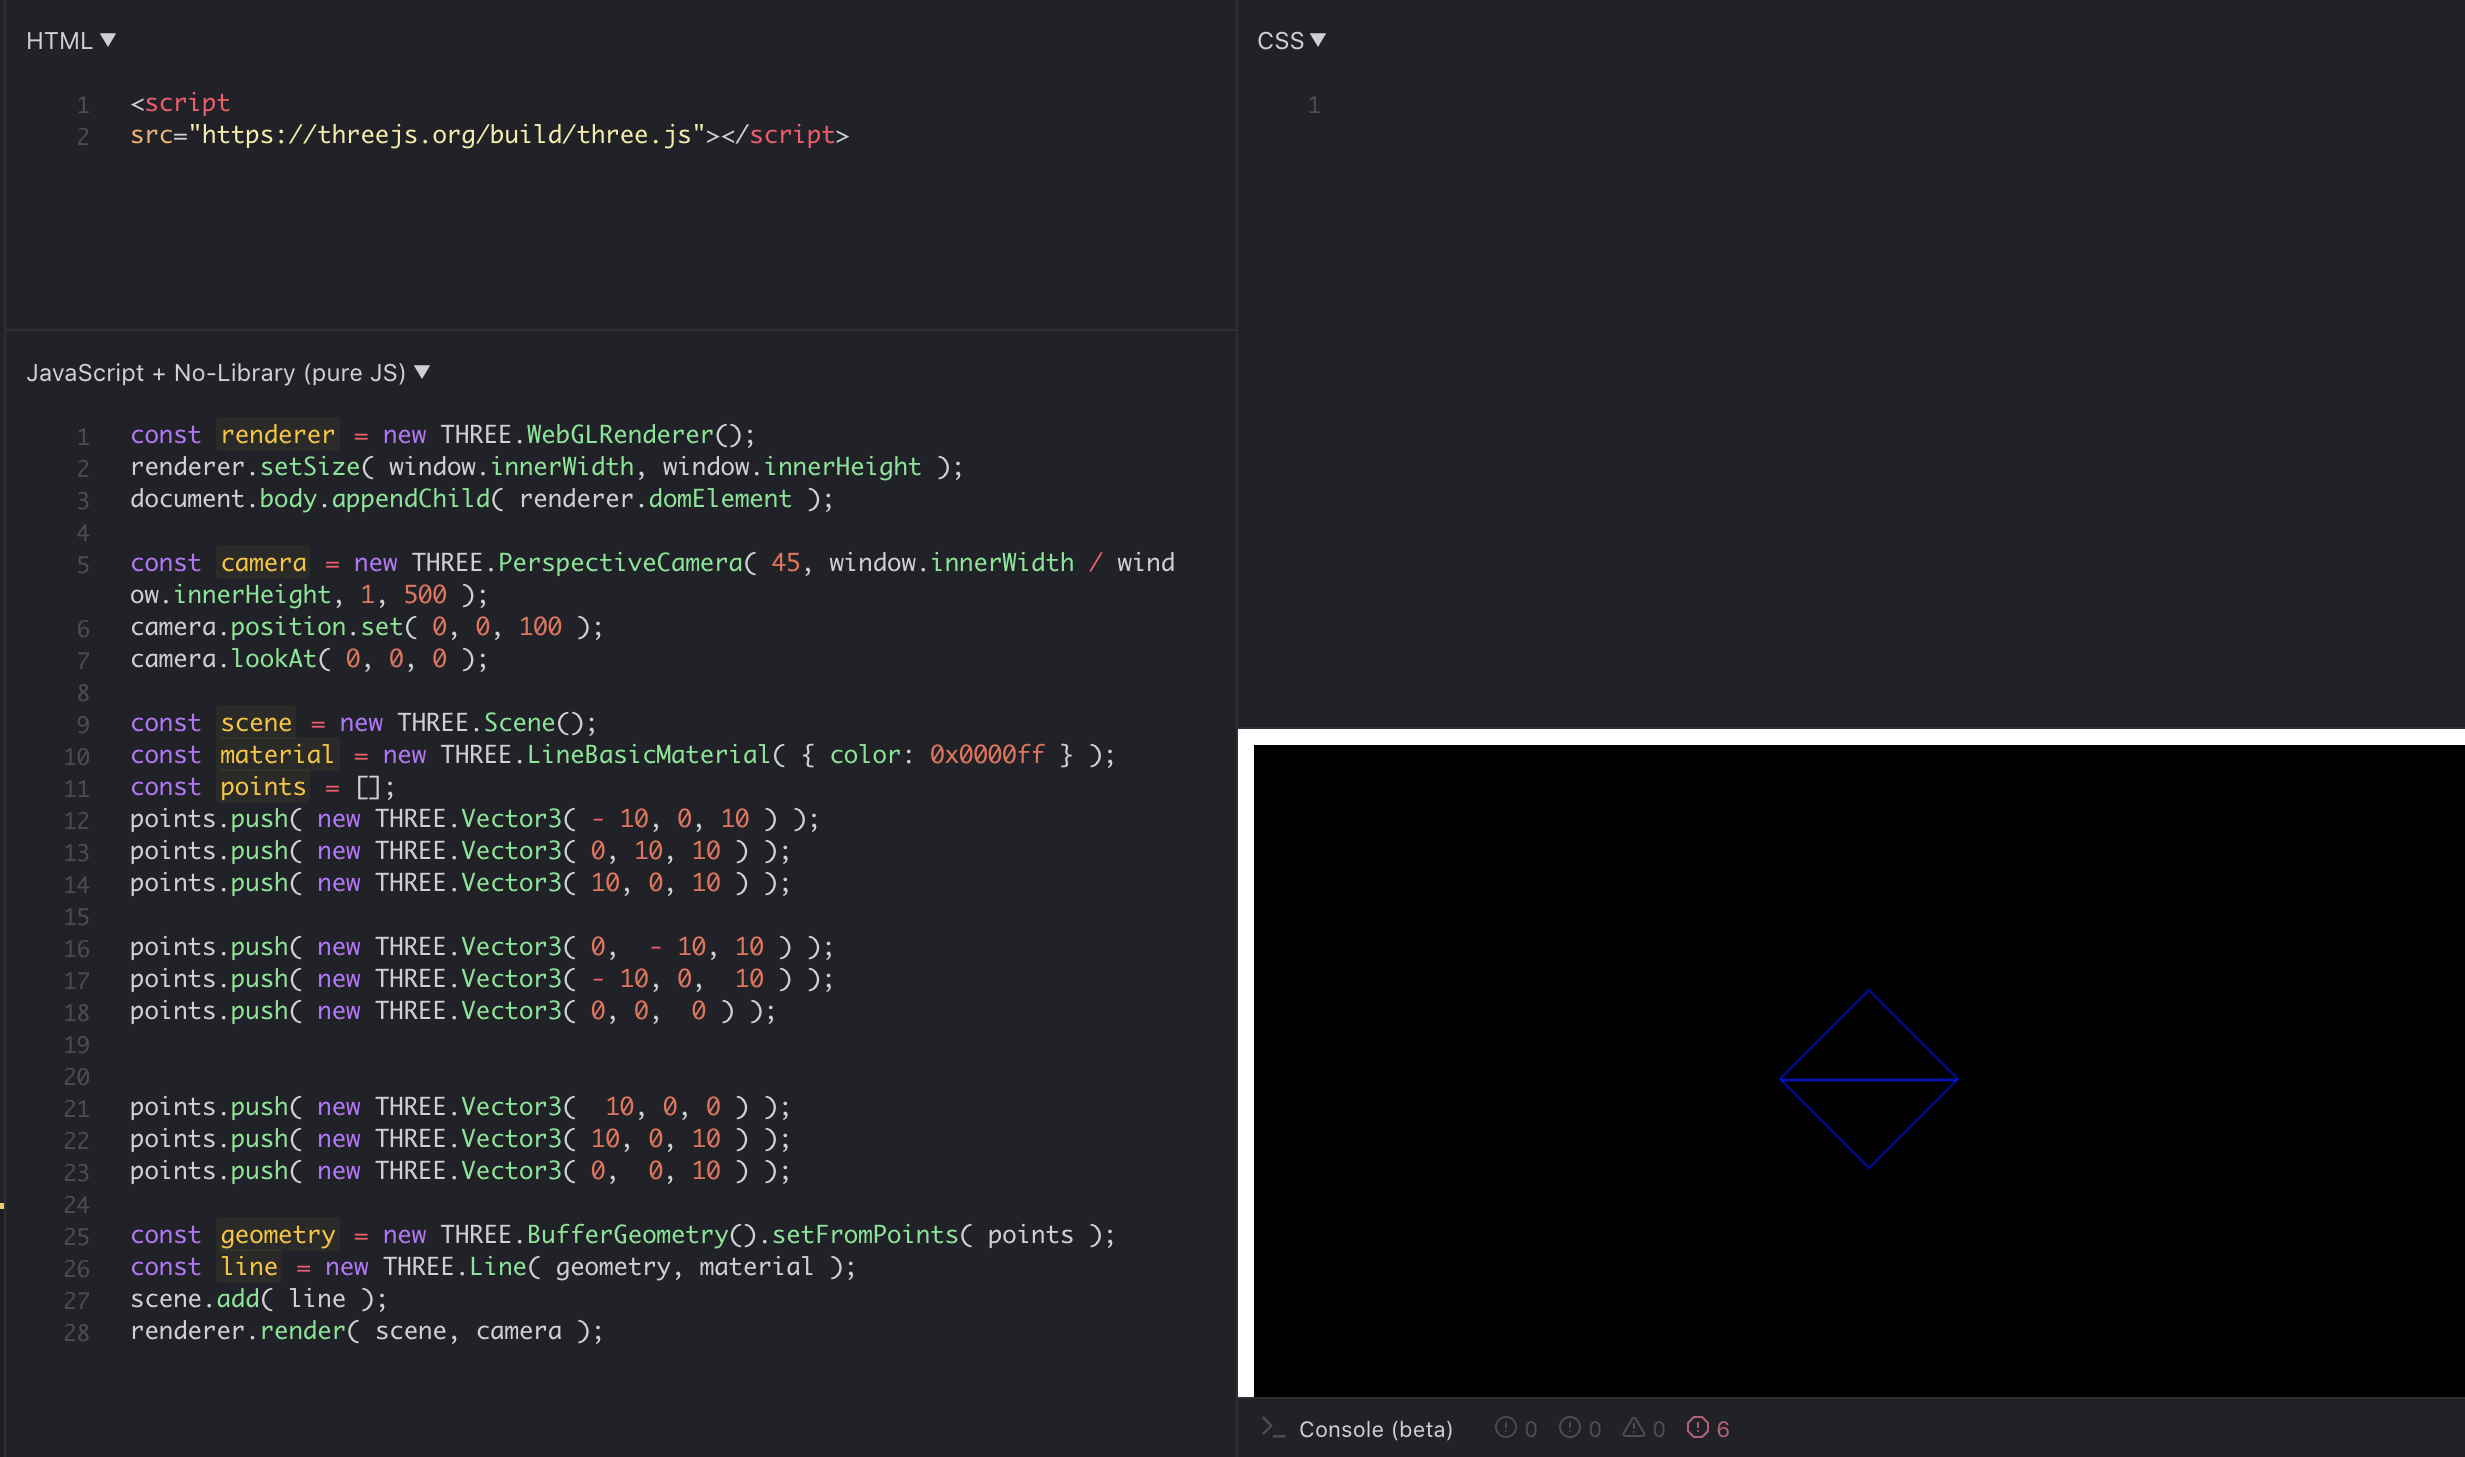 HTML ▼
1 <script
2 src="https://threejs.org/build/three.js"></script>
JavaScript + No-Library (pure JS) ▼
1 const renderer = new THREE.WebGLRenderer();
2 renderer.setSize( window.innerWidth, window.innerHeight );
3 document.body.appendChild( renderer.domElement );
4
5 const camera = new THREE.PerspectiveCamera( 45, window.innerWidth / wind
ow.innerHeight, 1, 500 );
6 camera.position.set( 0, 0, 100 );
7 camera.lookAt( 0, 0, 0 );
8
9 const scene = new THREE.Scene();
10 const material = new THREE.LineBasicMaterial( { color: 0x0000ff } );
11 const points = [];
12 points.push( new THREE.Vector3( - 10, 0, 10 ) );
13 points.push( new THREE.Vector3( 0, 10, 10 ) );
14 points.push( new THREE.Vector3( 10, 0, 10 ) );
15
16 points.push( new THREE.Vector3( 0,  - 10, 10 ) );
17 points.push( new THREE.Vector3( - 10, 0,  10 ) );
18 points.push( new THREE.Vector3( 0, 0,  0 ) );
19
20
21 points.push( new THREE.Vector3(  10, 0, 0 ) );
22 points.push( new THREE.Vector3( 10, 0, 10 ) );
23 points.push( new THREE.Vector3( 0,  0, 10 ) );
24
25 const geometry = new THREE.BufferGeometry().setFromPoints( points );
26 const line = new THREE.Line( geometry, material );
27 scene.add( line );
28 renderer.render( scene, camera );
CSS ▼
1
>_ Console (beta) 0 0 0 6